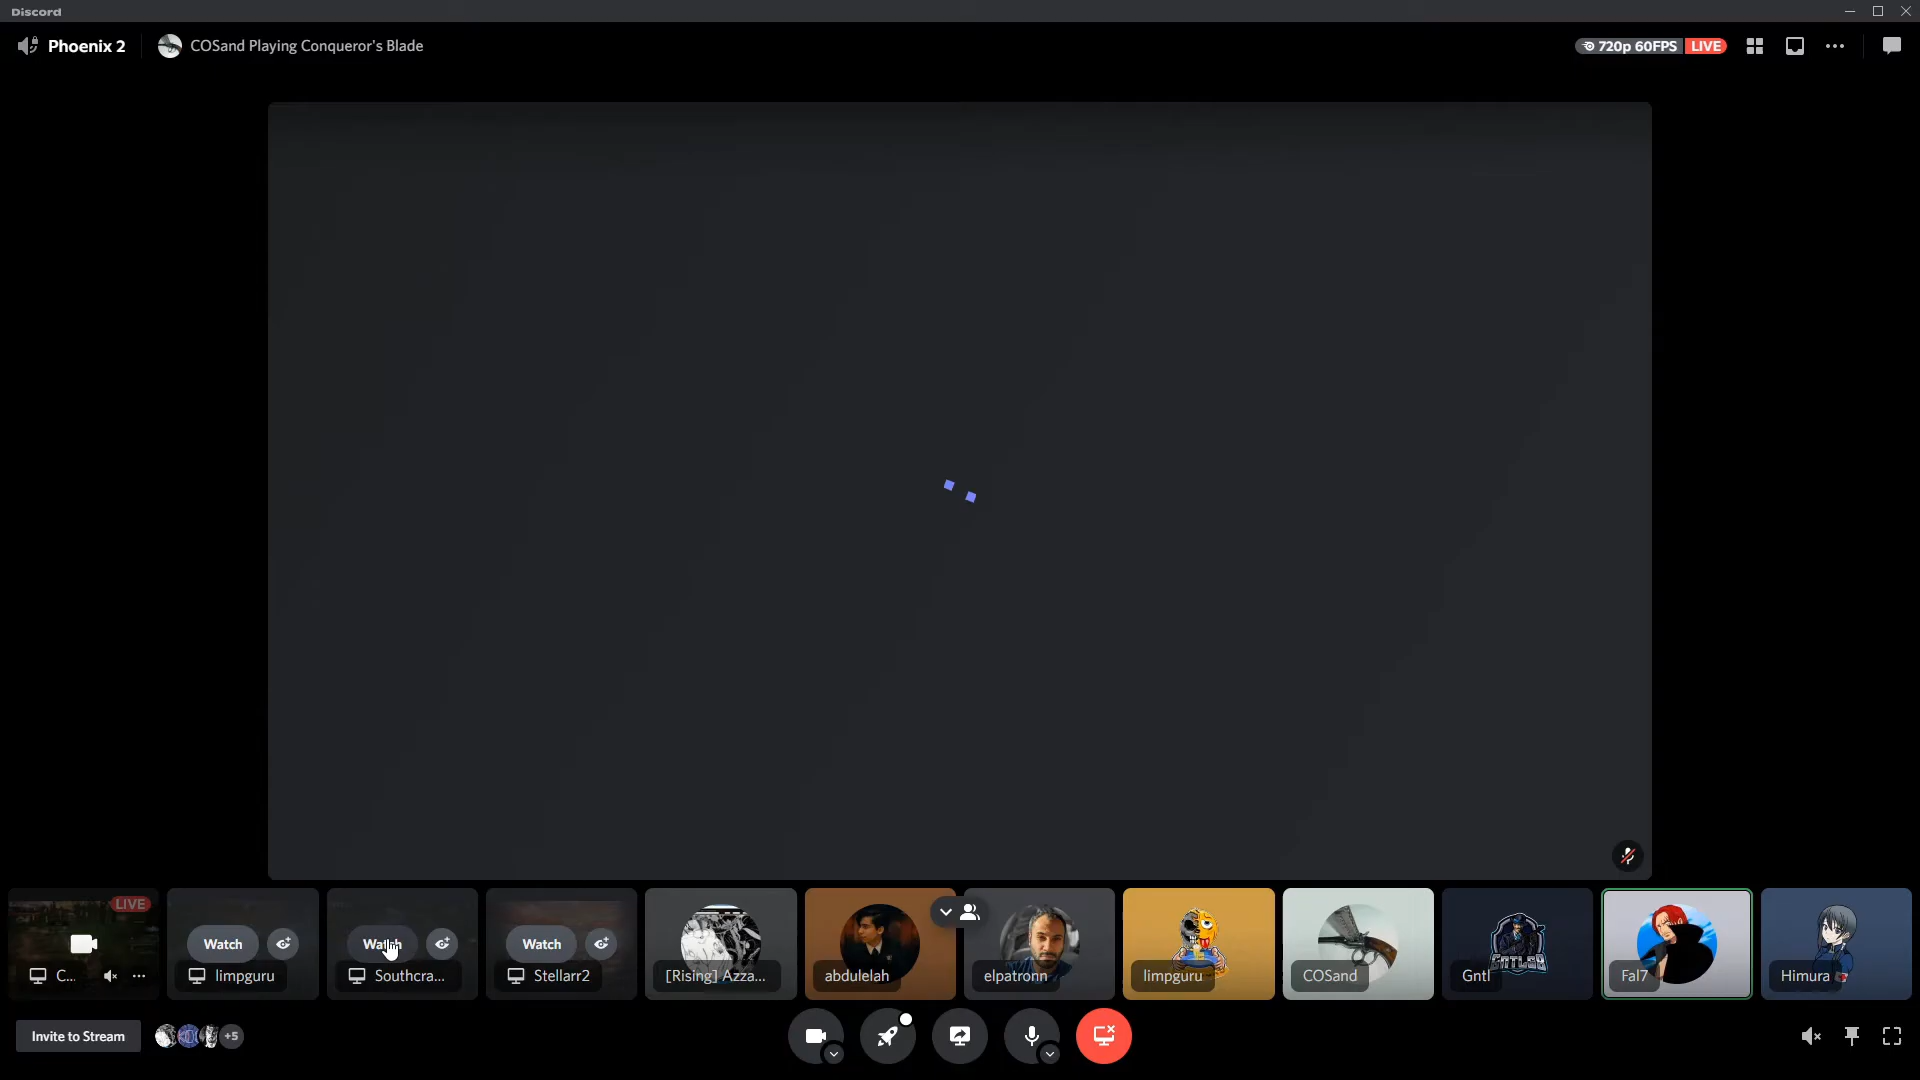 Discord
Phoenix 2
COSand Playing Conqueror's Blade
720p 60FPS LIVE
LIVE
C...
Watch
limpguru
Watch
Southcra...
Watch
Stellarr2
[Rising] Azza...
abdulelah
elpatronn
limpguru
COSand
GNTL99
Gntl
Fal7
Himura
Invite to Stream
+5